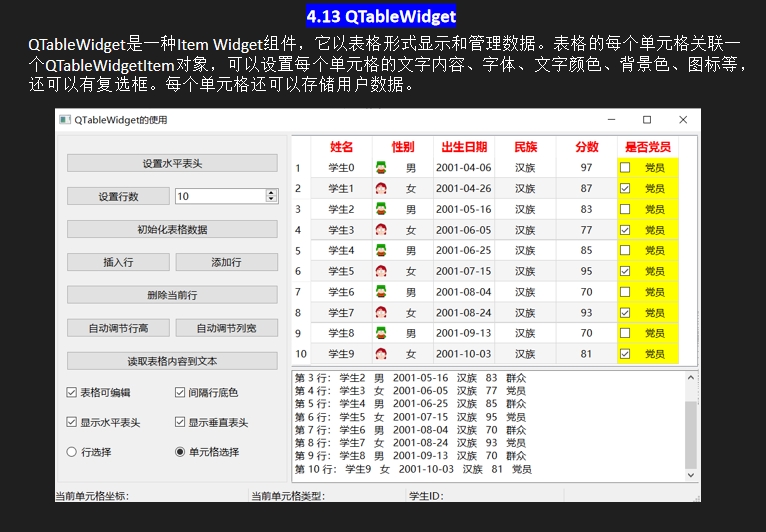 4.13 QTableWidget
QTableWidget是一种Item Widget组件，它以表格形式显示和管理数据。表格的每个单元格关联一
个QTableWidgetItem对象，可以设置每个单元格的文字内容、字体、文字颜色、背景色、图标等，
还可以有复选框。每个单元格还可以存储用户数据。
QTableWidget的使用
设置水平表头
设置行数 10
初始化表格数据
插入行 添加行
删除当前行
自动调节行高 自动调节列宽
读取表格内容到文本
表格可编辑 间隔行底色
显示水平表头 显示垂直表头
行选择 单元格选择
姓名 性别 出生日期 民族 分数 是否党员
1 学生0 男 2001-04-06 汉族 97 党员
2 学生1 女 2001-04-26 汉族 87 党员
3 学生2 男 2001-05-16 汉族 83 党员
4 学生3 女 2001-06-05 汉族 77 党员
5 学生4 男 2001-06-25 汉族 85 党员
6 学生5 女 2001-07-15 汉族 95 党员
7 学生6 男 2001-08-04 汉族 70 党员
8 学生7 女 2001-08-24 汉族 93 党员
9 学生8 男 2001-09-13 汉族 70 党员
10 学生9 女 2001-10-03 汉族 81 党员
第 3 行： 学生2 男 2001-05-16 汉族 83 群众
第 4 行： 学生3 女 2001-06-05 汉族 77 党员
第 5 行： 学生4 男 2001-06-25 汉族 85 群众
第 6 行： 学生5 女 2001-07-15 汉族 95 党员
第 7 行： 学生6 男 2001-08-04 汉族 70 群众
第 8 行： 学生7 女 2001-08-24 汉族 93 党员
第 9 行： 学生8 男 2001-09-13 汉族 70 群众
第 10 行： 学生9 女 2001-10-03 汉族 81 党员
当前单元格坐标： 当前单元格类型： 学生ID：